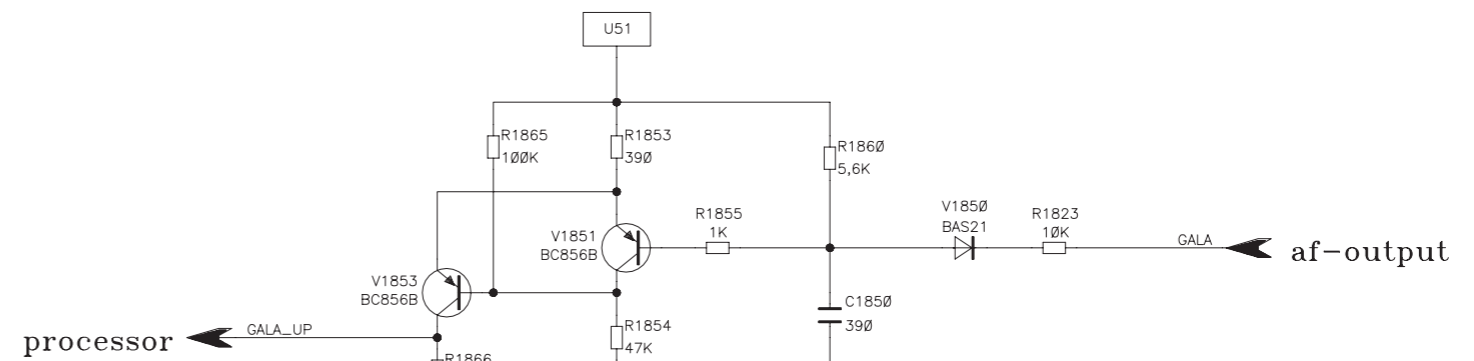 U51
R1865
1ØØK
R1853
39Ø
R186Ø
5,6K
V1851
BC856B
R1855
1K
V185Ø
BAS21
R1823
1ØK
GALA
af-output
V1853
BC856B
C185Ø
39Ø
processor
GALA_UP
R1854
47K
R1866